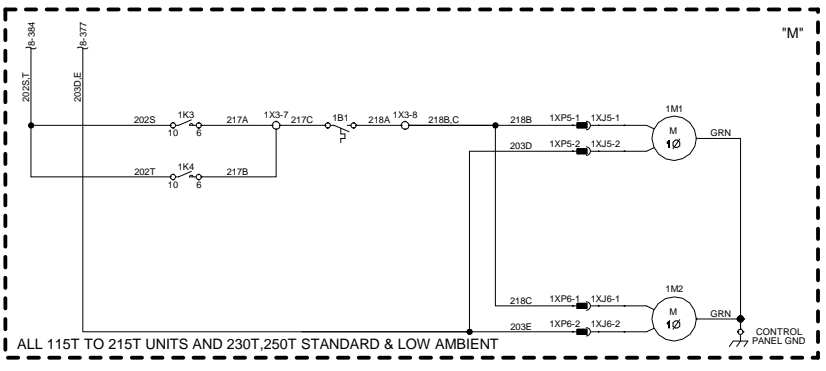 "M"
(8-384
(8-377
202S,T
203D,E
202S 1K3 217A 1X3-7 217C 1B1 218A 1X3-8 218B,C 218B 1XP5-1 1XJ5-1 1M1
10 6
M
1Ø
GRN
203D 1XP5-2 1XJ5-2
202T 1K4 217B
10 6
218C 1XP6-1 1XJ6-1 1M2
M
1Ø
GRN
203E 1XP6-2 1XJ6-2
CONTROL
PANEL GND
ALL 115T TO 215T UNITS AND 230T,250T STANDARD & LOW AMBIENT